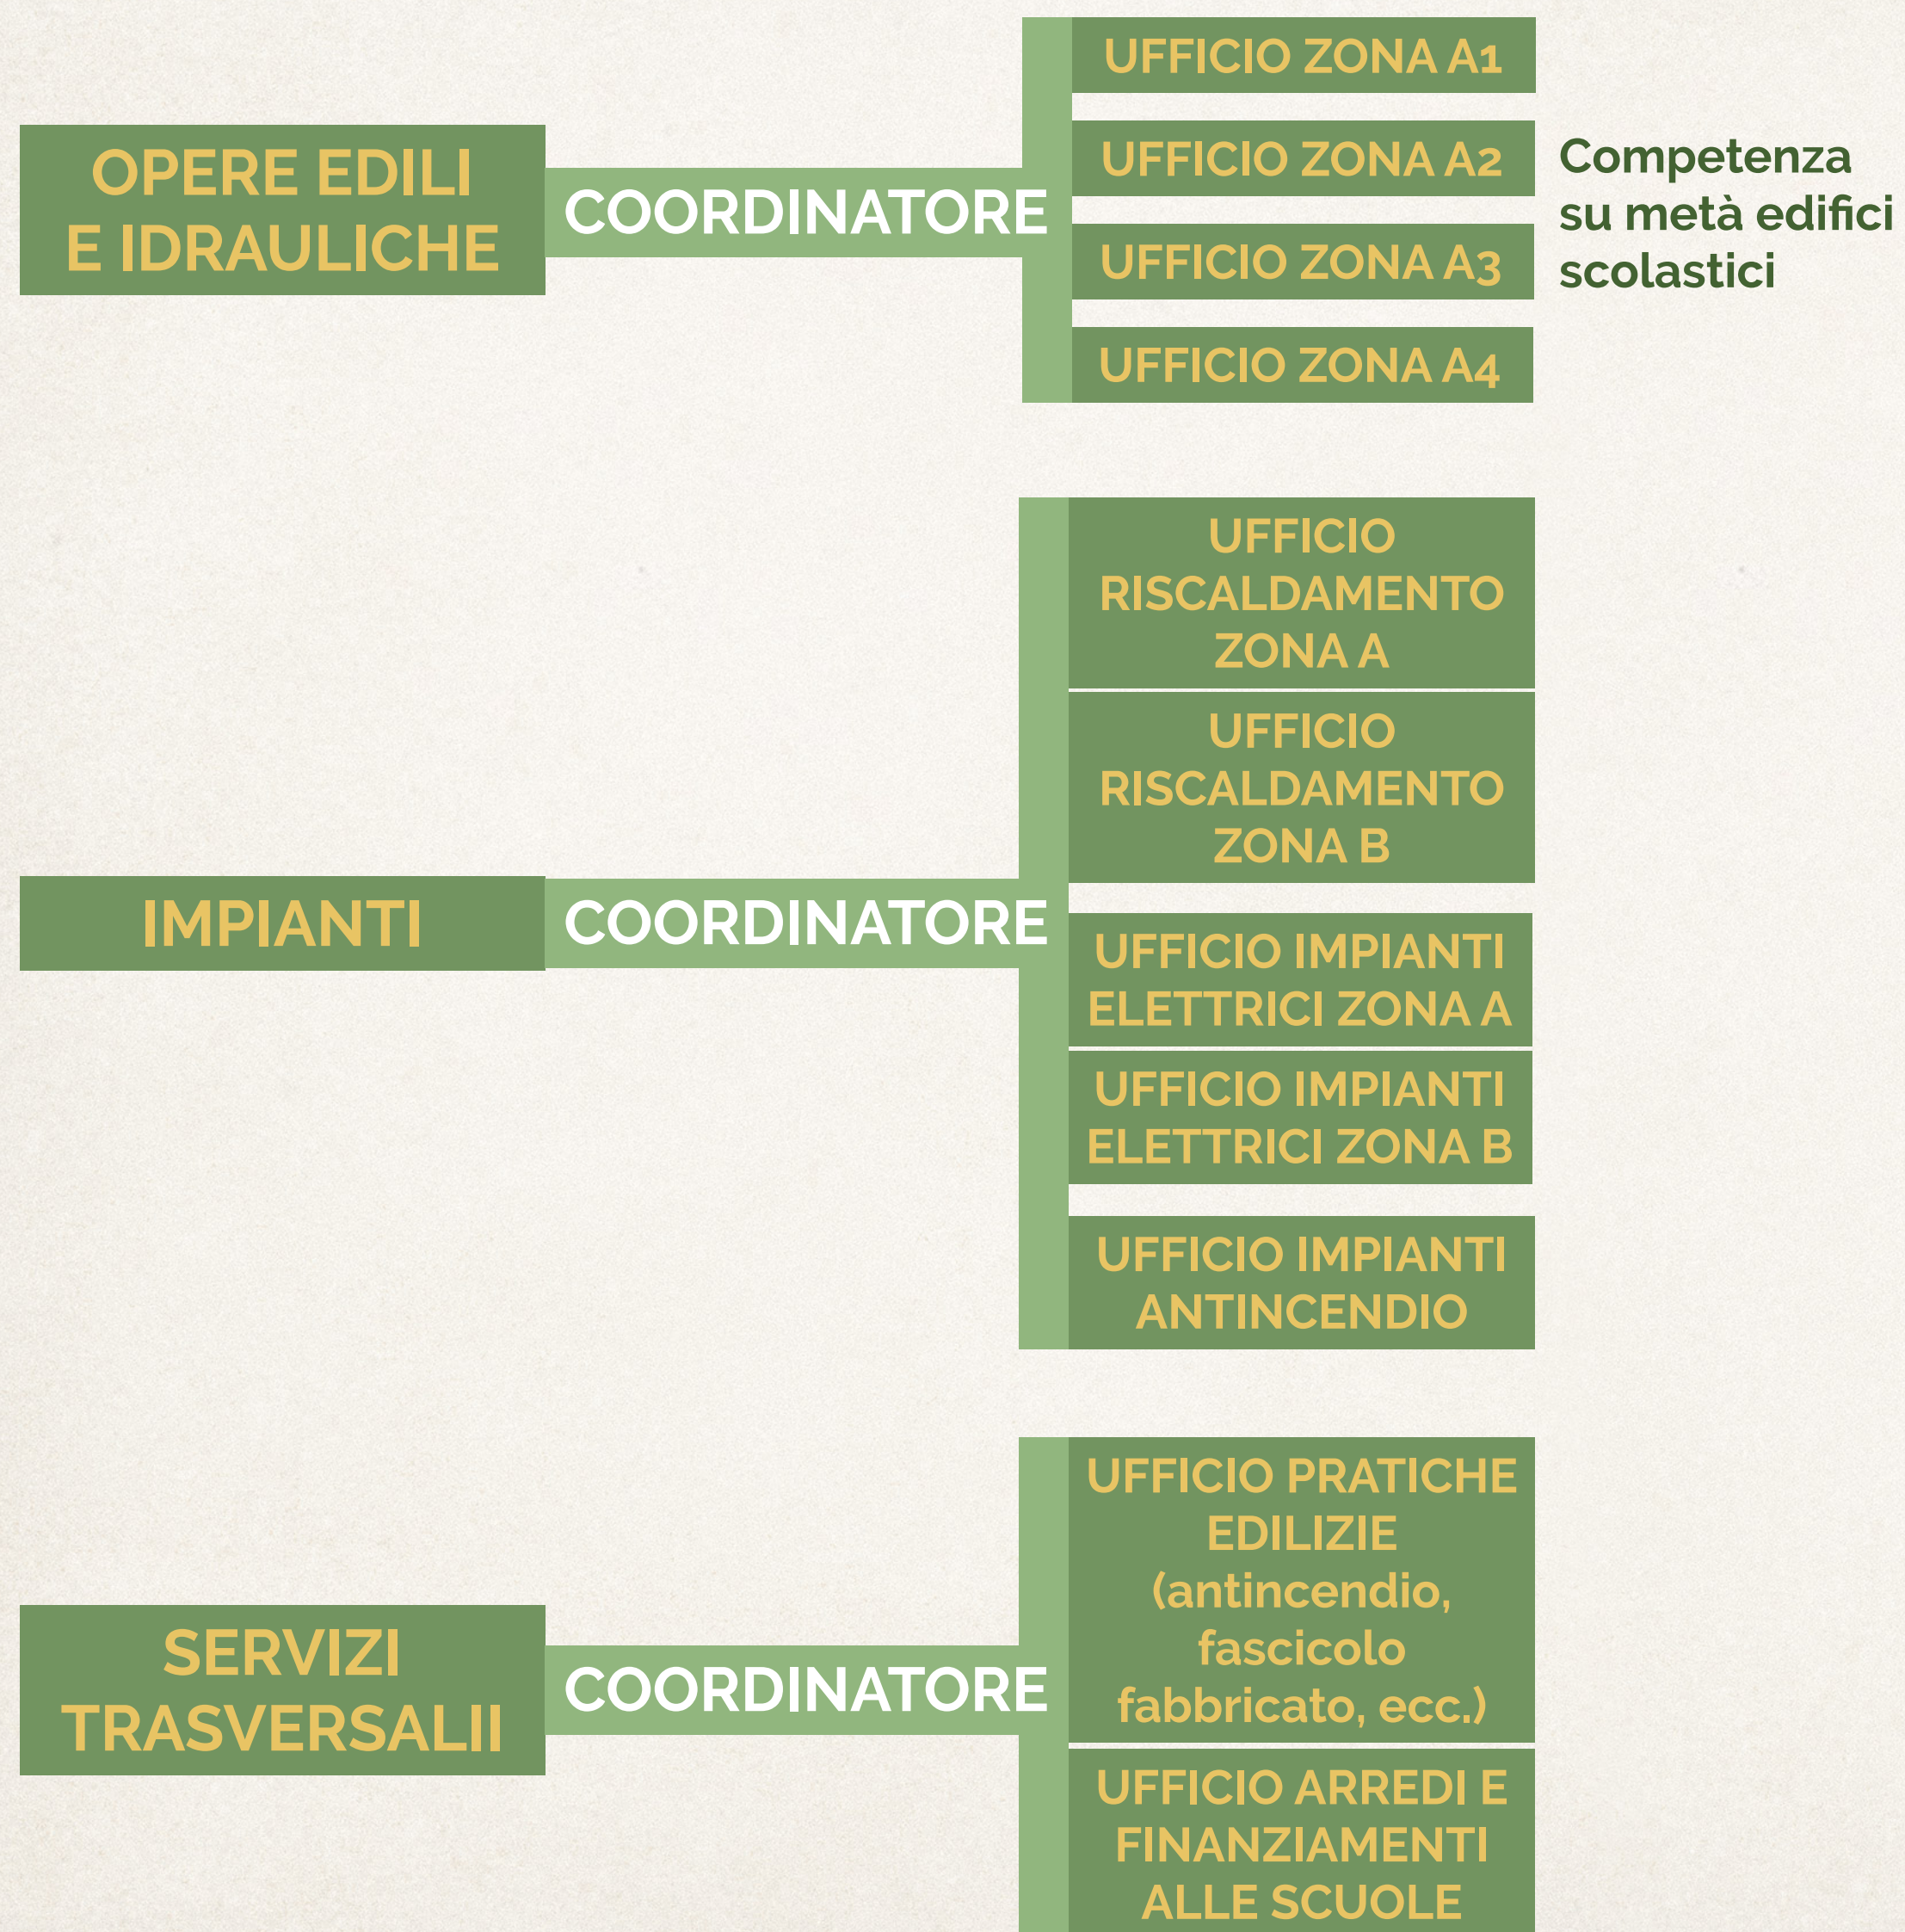 OPERE EDILI
E IDRAULICHE
COORDINATORE
UFFICIO ZONA A1
UFFICIO ZONA A2
UFFICIO ZONA A3
UFFICIO ZONA A4
Competenza
su metà edifici
scolastici
IMPIANTI
COORDINATORE
UFFICIO
RISCALDAMENTO
ZONA A
UFFICIO
RISCALDAMENTO
ZONA B
UFFICIO IMPIANTI
ELETTRICI ZONA A
UFFICIO IMPIANTI
ELETTRICI ZONA B
UFFICIO IMPIANTI
ANTINCENDIO
SERVIZI
TRASVERSALII
COORDINATORE
UFFICIO PRATICHE
EDILIZIE
(antincendio,
fascicolo
fabbricato, ecc.)
UFFICIO ARREDI E
FINANZIAMENTI
ALLE SCUOLE